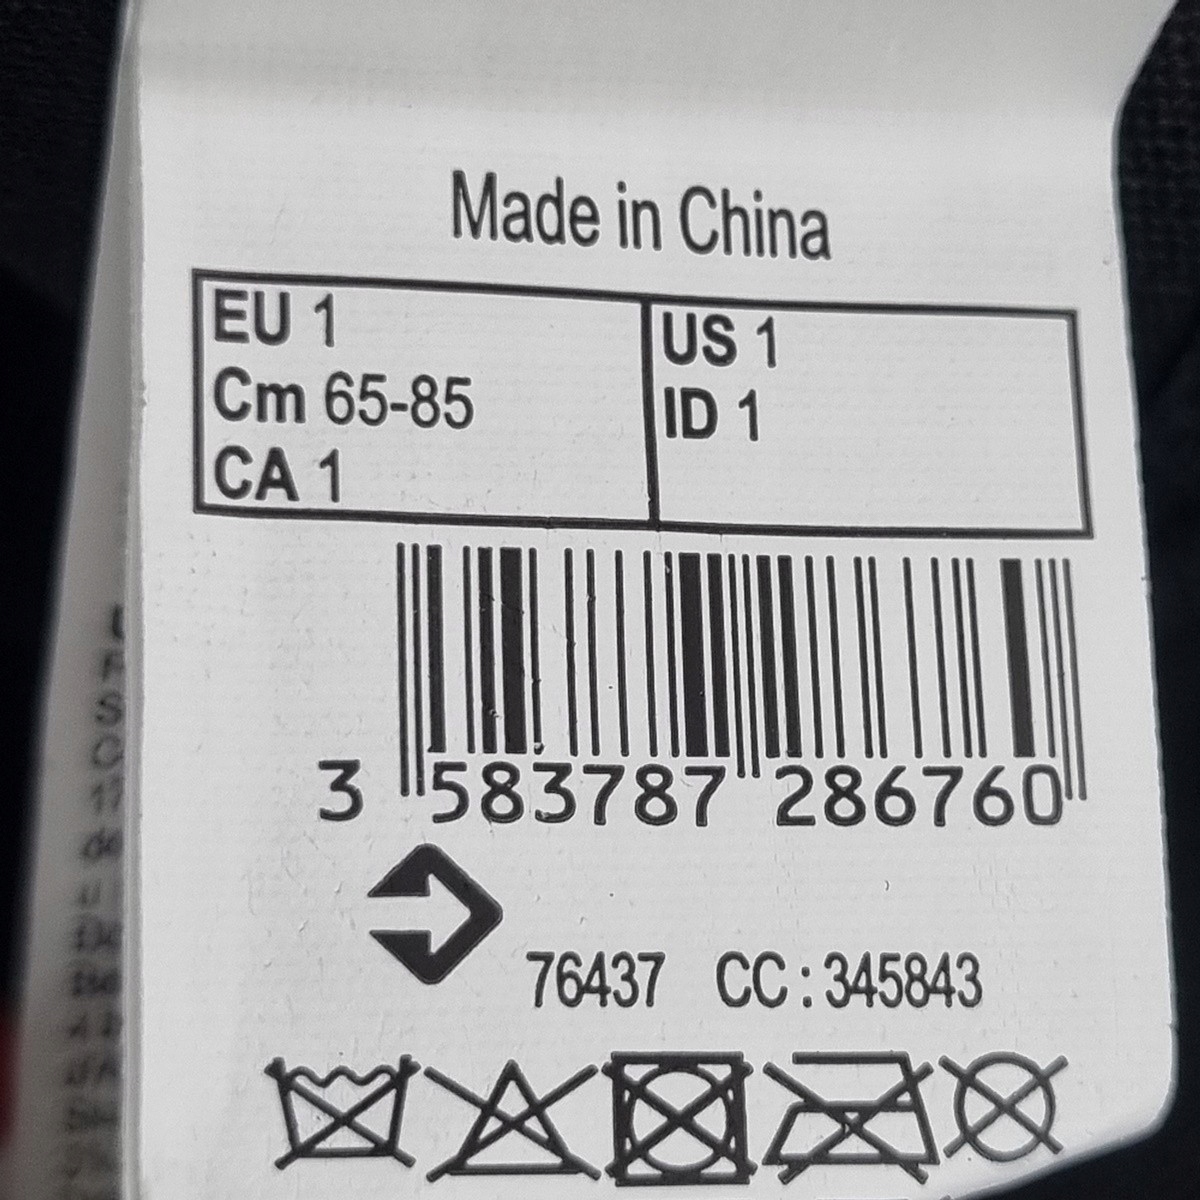 Made in China
EU 1
Cm 65-85
CA 1
US 1
ID 1
3 583787 286760
76437 CC:345843